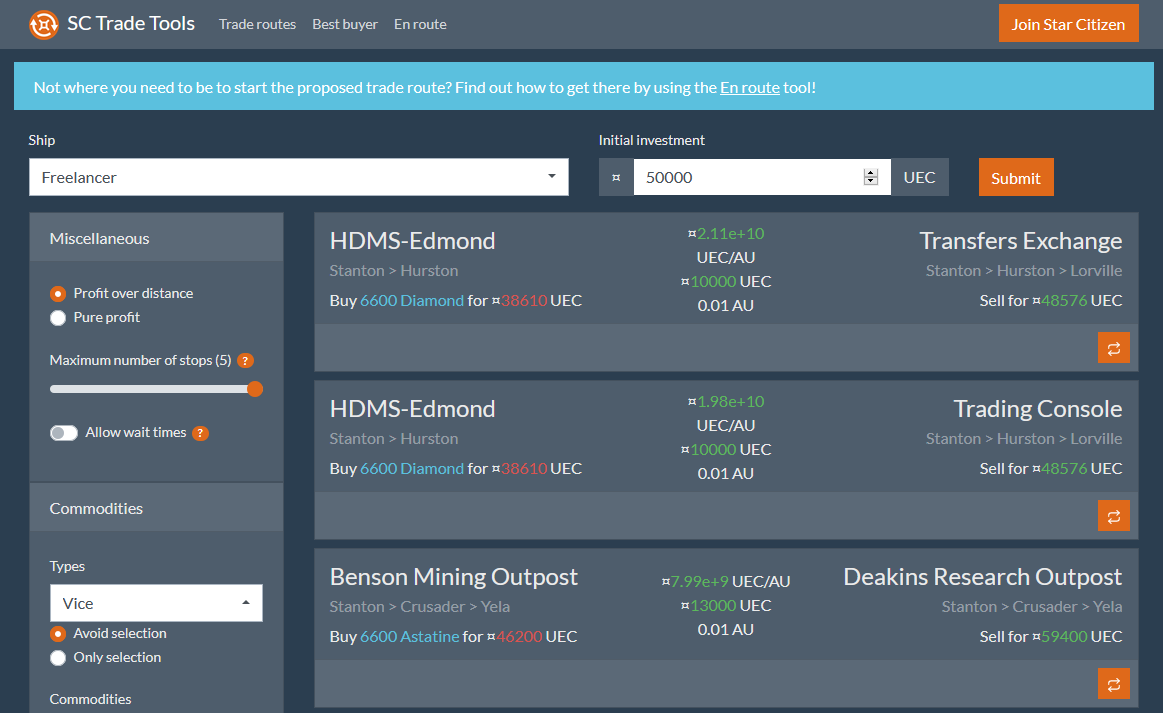 SC Trade Tools
Trade routes
Best buyer
En route
Join Star Citizen
Not where you need to be to start the proposed trade route? Find out how to get there by using the En route tool!
Ship
Initial investment
Freelancer
¤
50000
UEC
Submit
Miscellaneous
Profit over distance
Pure profit
Maximum number of stops (5) ?
Allow wait times ?
Commodities
Types
Vice
Avoid selection
Only selection
Commodities
HDMS-Edmond
Stanton > Hurston
Buy 6600 Diamond for ¤38610 UEC
¤2.11e+10
UEC/AU
¤10000 UEC
0.01 AU
Transfers Exchange
Stanton > Hurston > Lorville
Sell for ¤48576 UEC
HDMS-Edmond
Stanton > Hurston
Buy 6600 Diamond for ¤38610 UEC
¤1.98e+10
UEC/AU
¤10000 UEC
0.01 AU
Trading Console
Stanton > Hurston > Lorville
Sell for ¤48576 UEC
Benson Mining Outpost
Stanton > Crusader > Yela
Buy 6600 Astatine for ¤46200 UEC
¤7.99e+9 UEC/AU
¤13000 UEC
0.01 AU
Deakins Research Outpost
Stanton > Crusader > Yela
Sell for ¤59400 UEC